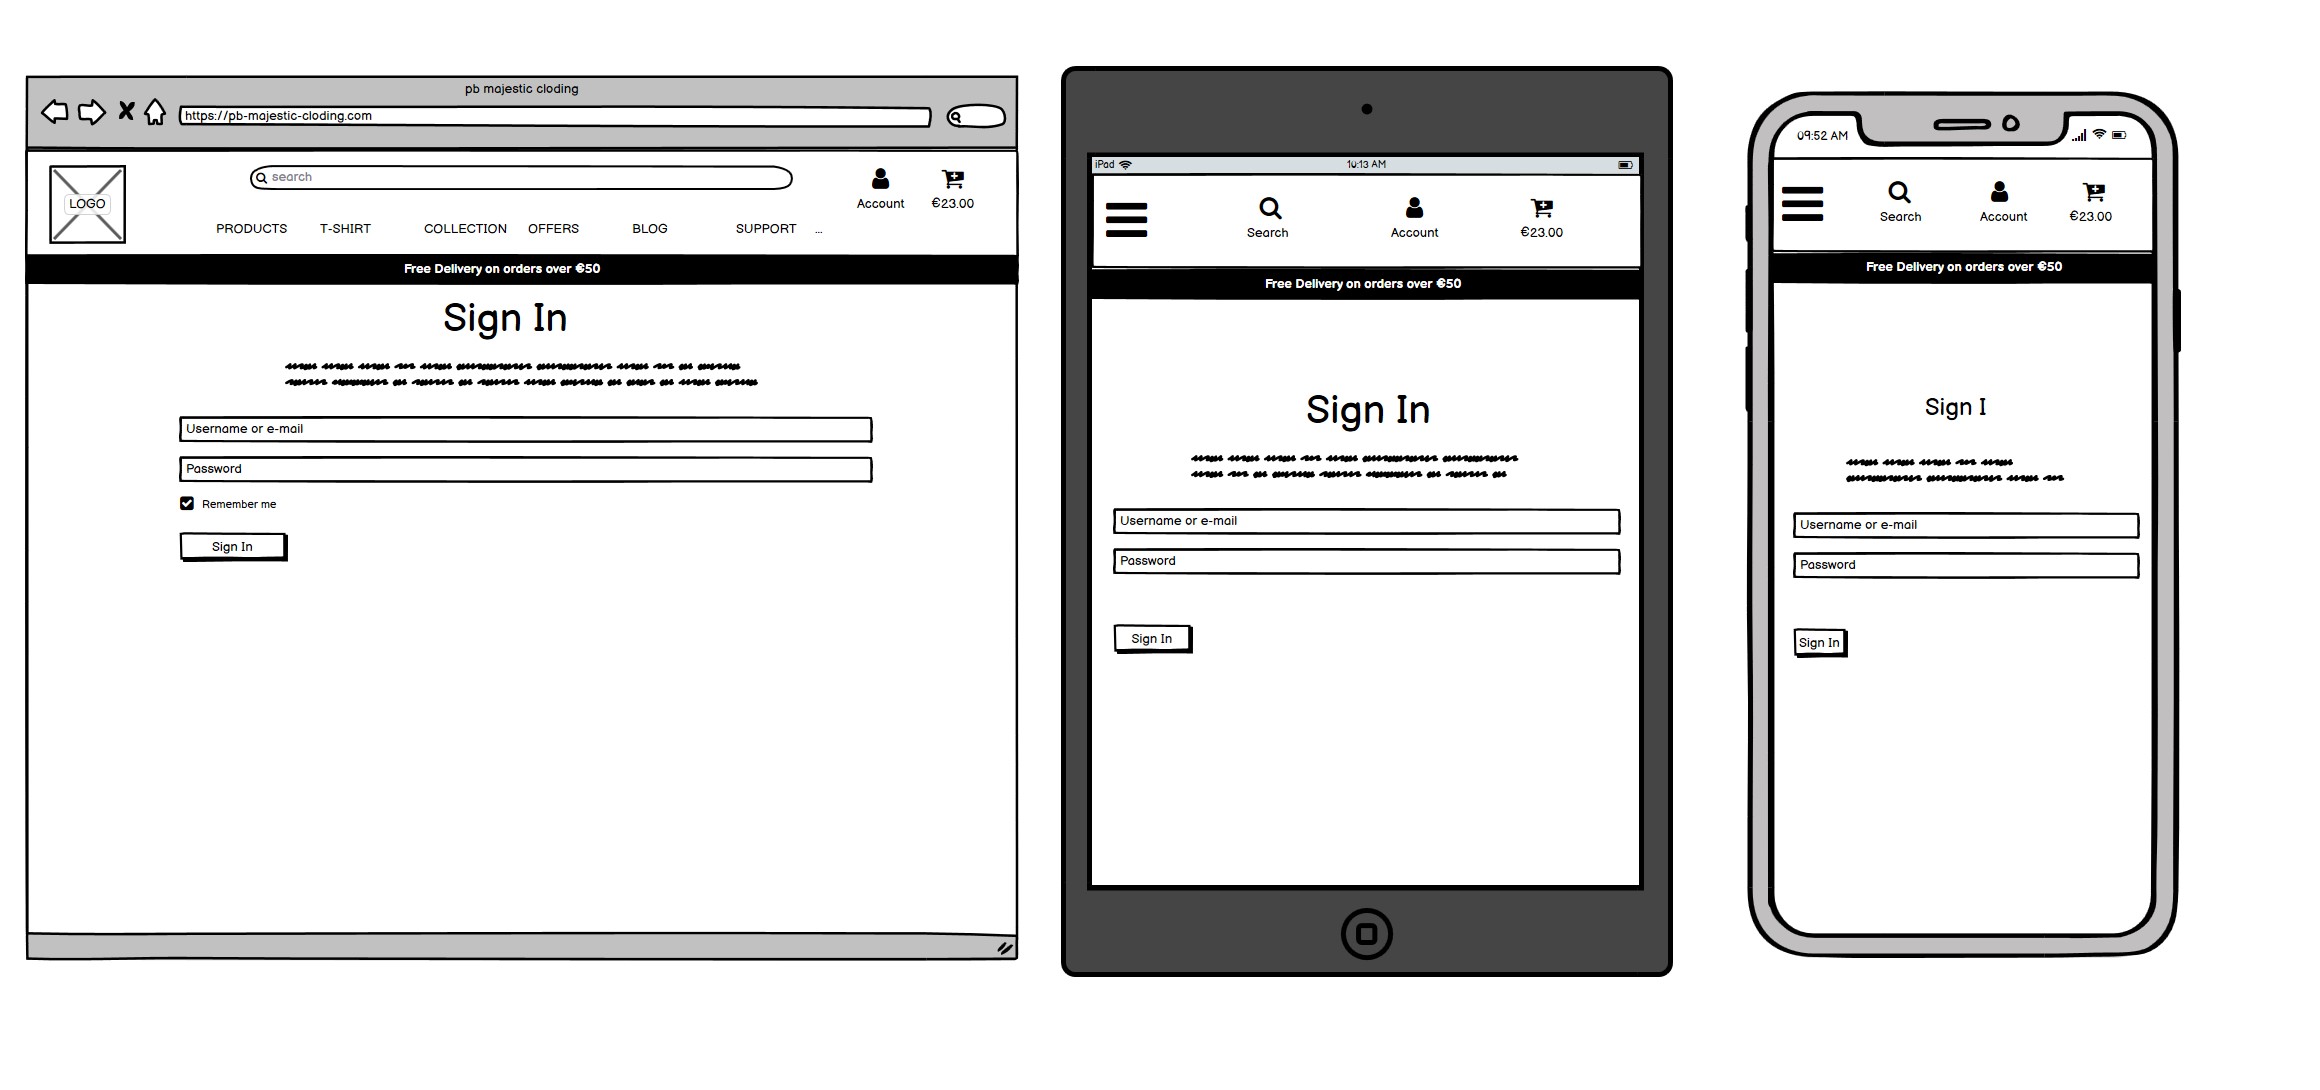 pb majestic cloding
https://pb-majestic-cloding.com
LOGO
search
Account
€23.00
PRODUCTS T-SHIRT COLLECTION OFFERS BLOG SUPPORT ...
Free Delivery on orders over €50
Sign In
Username or e-mail
Password
Remember me
Sign In
iPad 10:13 AM
Search Account €23.00
Free Delivery on orders over €50
Sign In
Username or e-mail
Password
Sign In
09:52 AM
Search Account €23.00
Free Delivery on orders over €50
Sign I
Username or e-mail
Password
Sign In